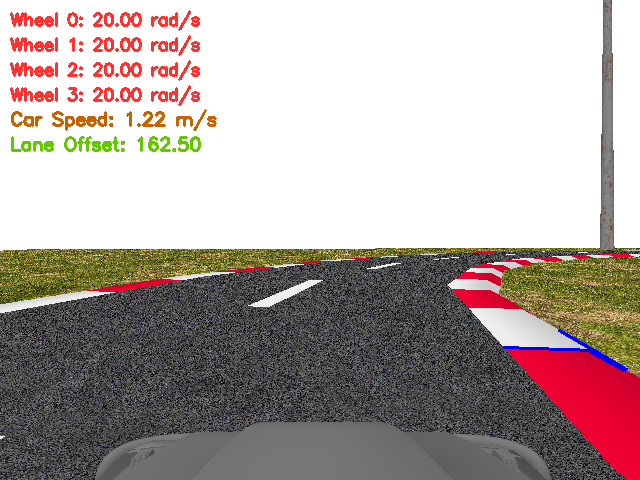 Wheel 0: 20.00 rad/s
Wheel 1: 20.00 rad/s
Wheel 2: 20.00 rad/s
Wheel 3: 20.00 rad/s
Car Speed: 1.22 m/s
Lane Offset: 162.50